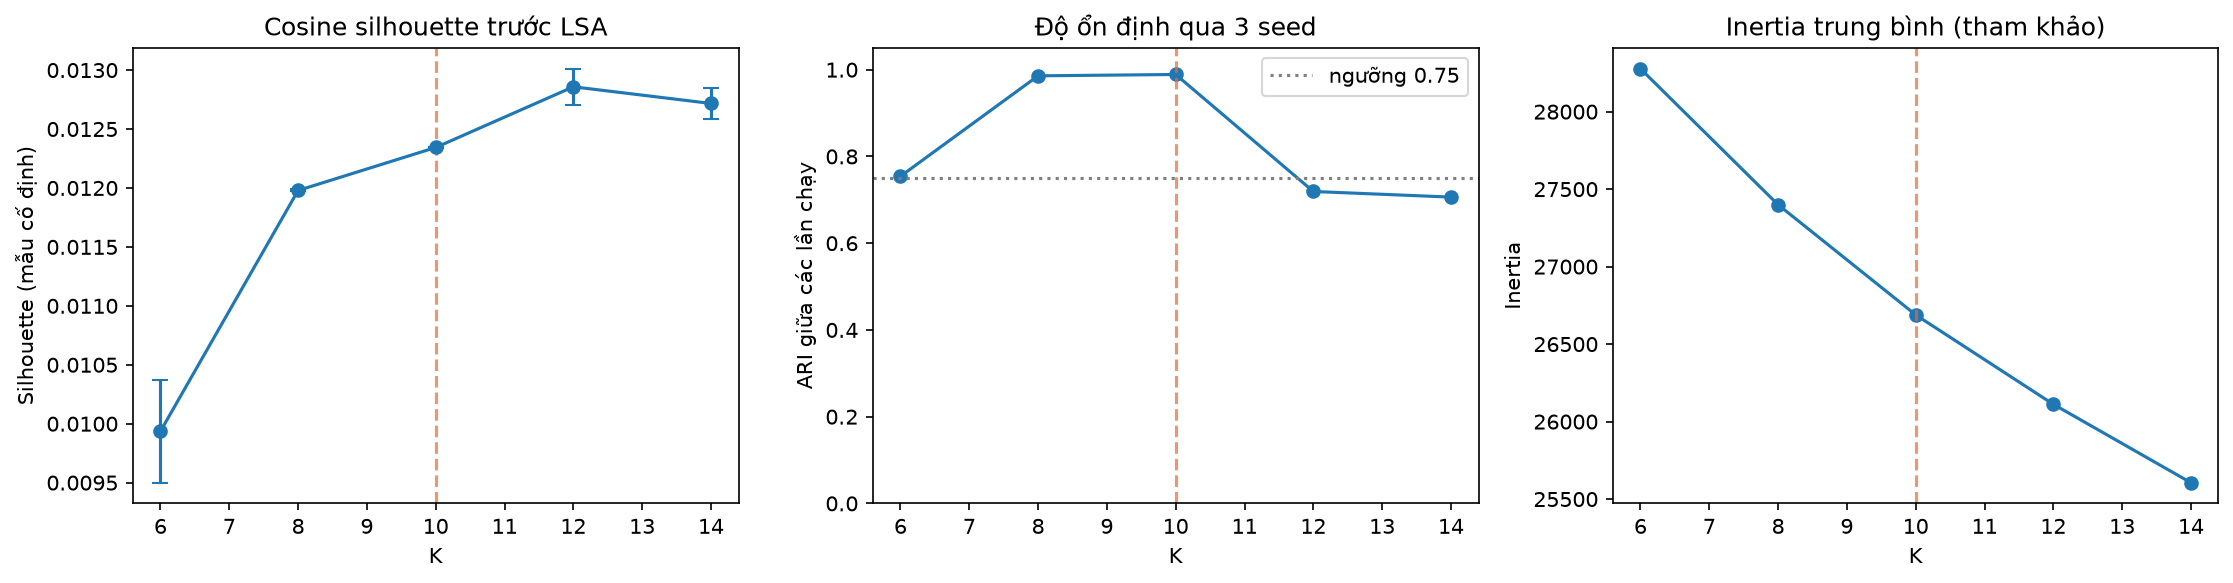 Cosine silhouette trước LSA
Silhouette (mẫu cố định)
0.0130
0.0125
0.0120
0.0115
0.0110
0.0105
0.0100
0.0095
6 7 8 9 10 11 12 13 14
K
Độ ổn định qua 3 seed
ARI giữa các lần chạy
1.0
0.8
0.6
0.4
0.2
0.0
ngưỡng 0.75
6 7 8 9 10 11 12 13 14
K
Inertia trung bình (tham khảo)
Inertia
28000
27500
27000
26500
26000
25500
6 7 8 9 10 11 12 13 14
K